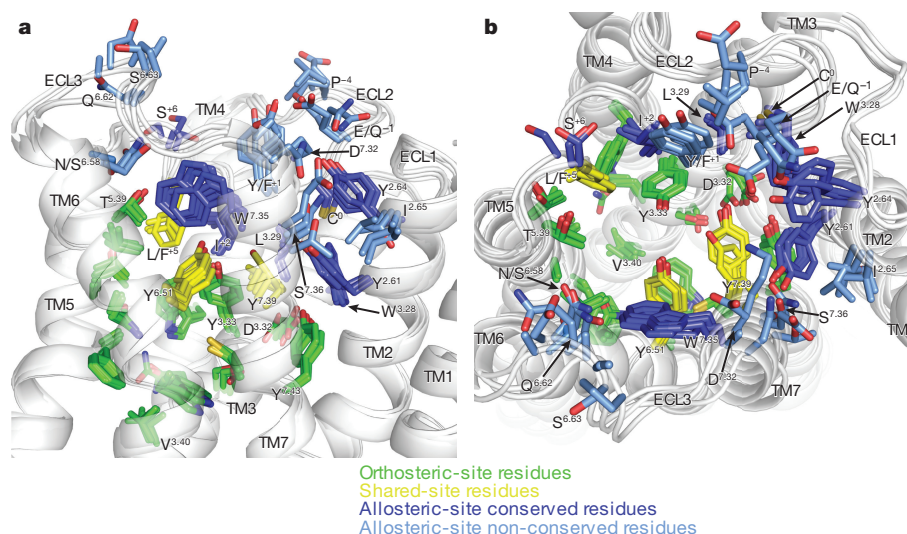 a
ECL3
S6.63
Q6.62
S+6
TM4
P−4
ECL2
E/Q−1
D7.32
ECL1
N/S6.58
Y/F+1
TM6
T5.39
W7.35
Y2.64
C0
I2.65
L/F+5
I+2
L3.29
TM5
Y6.51
Y7.39
S7.36
Y2.61
Y3.33
D3.32
W3.28
TM2
TM3
Y7.43
TM1
V3.40
TM7
b
TM4
ECL2
P−4
TM3
C0
L3.29
E/Q−1
W3.28
S+6
I+2
Y/F+1
ECL1
L/F+5
D3.32
TM5
Y3.33
Y2.64
T5.39
Y2.61
TM2
V3.40
N/S6.58
Y7.39
I2.65
S7.36
TM6
Y6.51
W7.35
TM
Q6.62
D7.32
TM7
ECL3
S6.63
Orthosteric-site residues
Shared-site residues
Allosteric-site conserved residues
Allosteric-site non-conserved residues